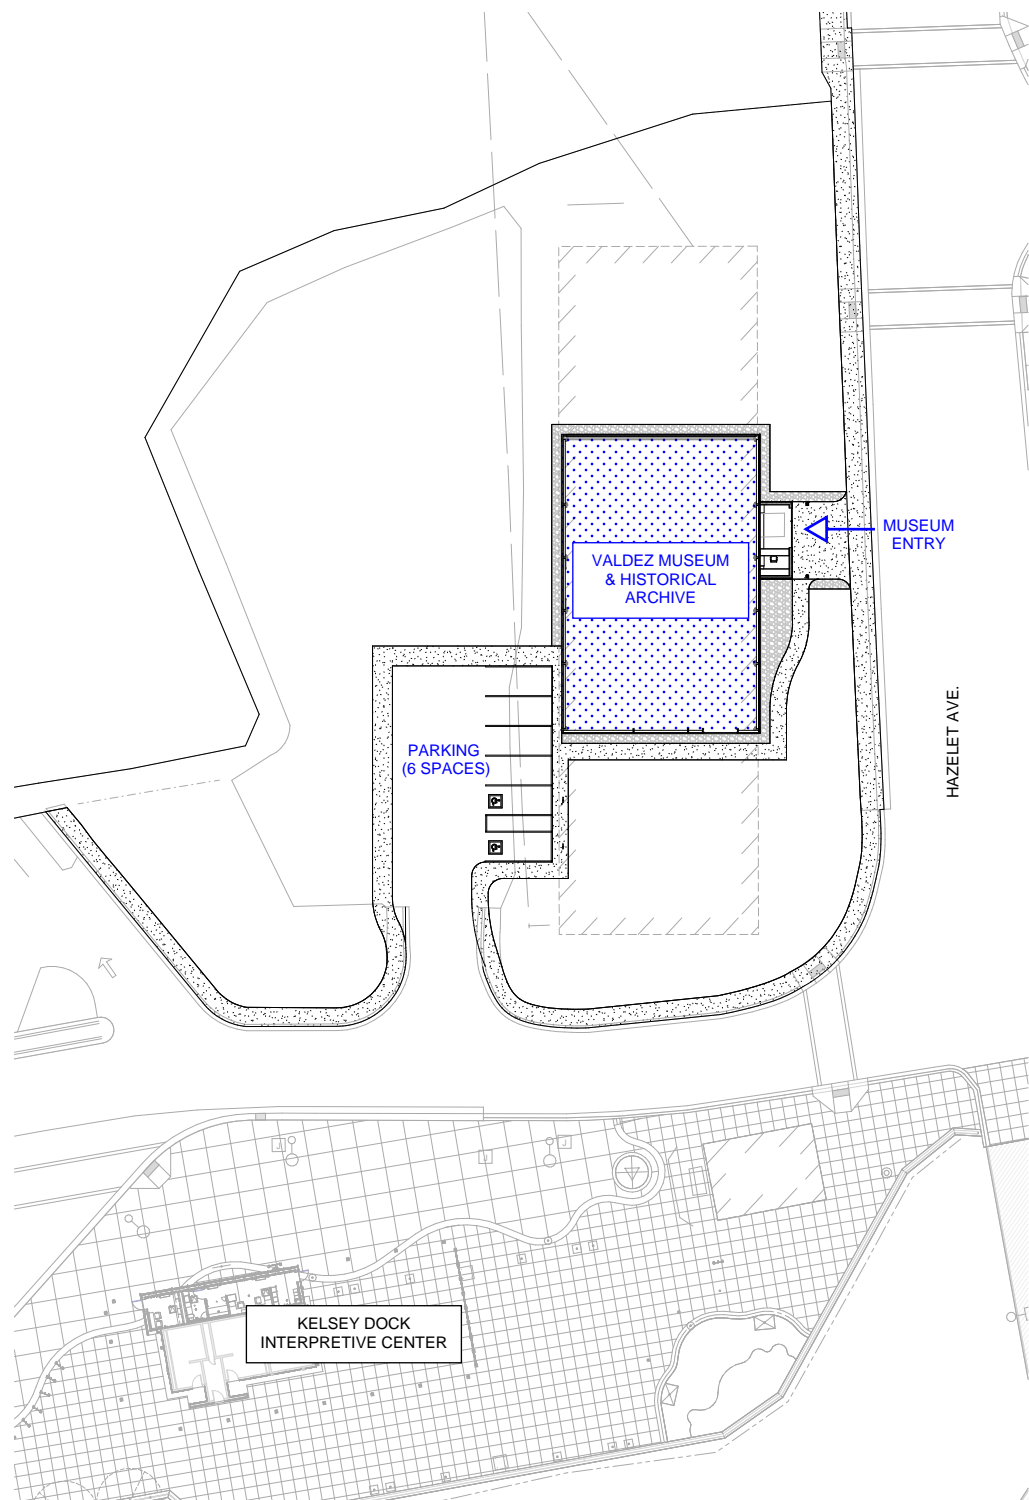 MUSEUM
ENTRY
VALDEZ MUSEUM
& HISTORICAL
ARCHIVE
HAZELET AVE.
PARKING
(6 SPACES)
KELSEY DOCK
INTERPRETIVE CENTER